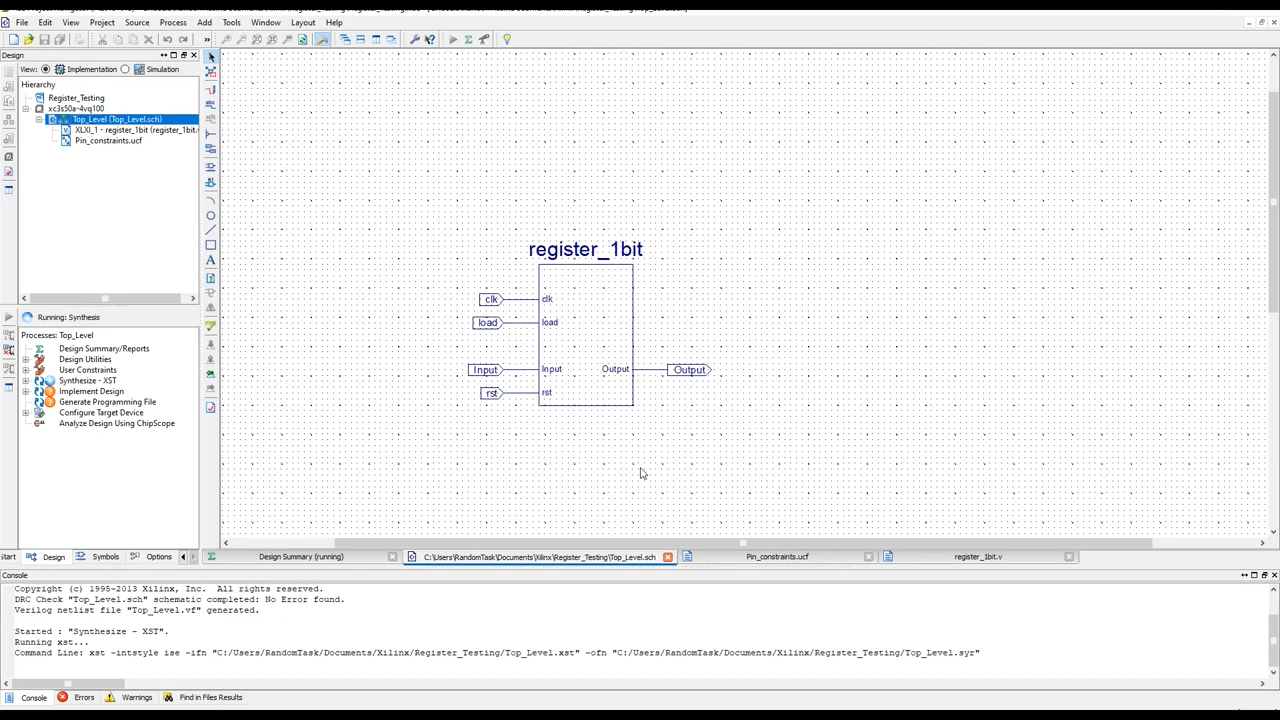 File Edit View Project Source Process Add Tools Window Layout Help
Design
View: Implementation Simulation
Hierarchy
Register_Testing
xc3s50a-4vq100
Top_Level (Top_Level.sch)
XLXI_1 - register_1bit (register_1bit.v
Pin_constraints.ucf
register_1bit
clk clk
load load
Input Input Output Output
rst rst
Running: Synthesis
Processes: Top_Level
Design Summary/Reports
Design Utilities
User Constraints
Synthesize - XST
Implement Design
Generate Programming File
Configure Target Device
Analyze Design Using ChipScope
Start Design Symbols Options
Design Summary (running) C:\Users\RandomTask\Documents\Xilinx\Register_Testing\Top_Level.sch Pin_constraints.ucf register_1bit.v
Console
Copyright (c) 1995-2013 Xilinx, Inc. All rights reserved.
DRC Check "Top_Level.sch" schematic completed: No Error found.
Verilog netlist file "Top_Level.vf" generated.
Started : "Synthesize - XST".
Running xst...
Command Line: xst -intstyle ise -ifn "C:/Users/RandomTask/Documents/Xilinx/Register_Testing/Top_Level.xst" -ofn "C:/Users/RandomTask/Documents/Xilinx/Register_Testing/Top_Level.syr"
Console Errors Warnings Find in Files Results